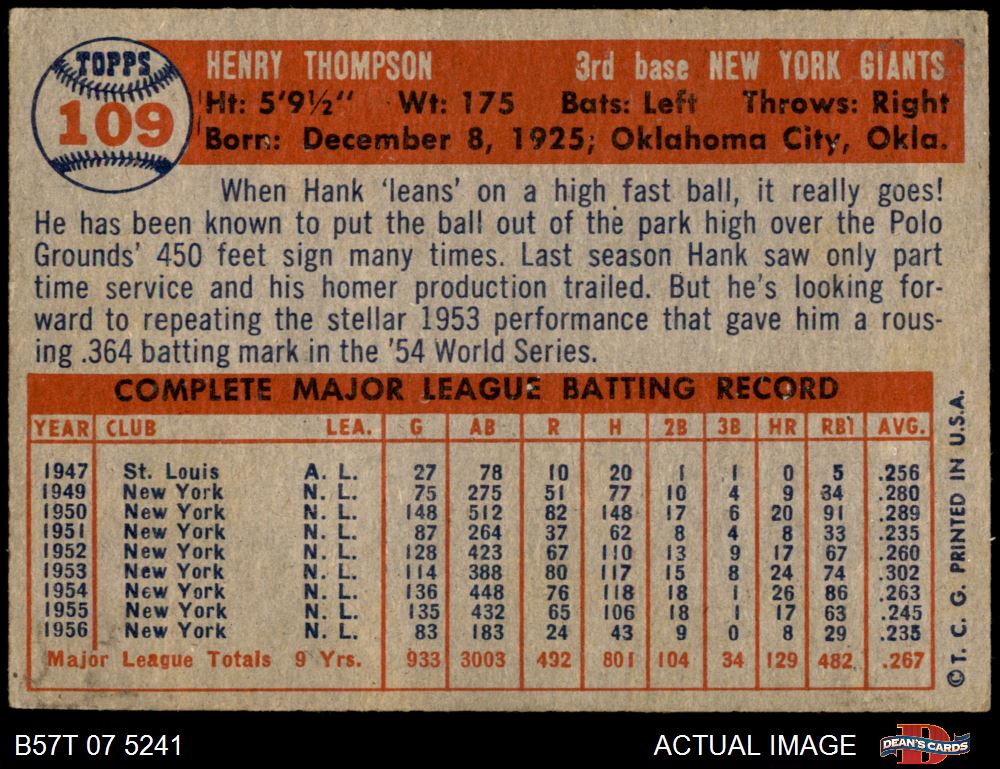 TOPPS
109
HENRY THOMPSON 3rd base NEW YORK GIANTS
Ht: 5'9½" Wt: 175 Bats: Left Throws: Right
Born: December 8, 1925; Oklahoma City, Okla.
When Hank 'leans' on a high fast ball, it really goes!
He has been known to put the ball out of the park high over the Polo
Grounds' 450 feet sign many times. Last season Hank saw only part
time service and his homer production trailed. But he's looking for-
ward to repeating the stellar 1953 performance that gave him a rous-
ing .364 batting mark in the '54 World Series.
COMPLETE MAJOR LEAGUE BATTING RECORD
YEAR CLUB LEA. G AB R H 2B 3B HR RBI AVG.
1947 St. Louis A. L. 27 78 10 20 1 1 0 5 .256
1949 New York N. L. 75 275 51 77 10 4 9 34 .280
1950 New York N. L. 148 512 82 148 17 6 20 91 .289
1951 New York N. L. 87 264 37 62 8 4 8 33 .235
1952 New York N. L. 128 423 67 110 13 9 17 67 .260
1953 New York N. L. 114 388 80 117 15 8 24 74 .302
1954 New York N. L. 136 448 76 118 18 1 26 86 .263
1955 New York N. L. 135 432 65 106 18 1 17 63 .245
1956 New York N. L. 83 183 24 43 9 0 8 29 .235
Major League Totals 9 Yrs. 933 3003 492 801 104 34 129 482 .267
©T. C. G. PRINTED IN U.S.A.
B57T 07 5241 ACTUAL IMAGE DEAN'S CARDS